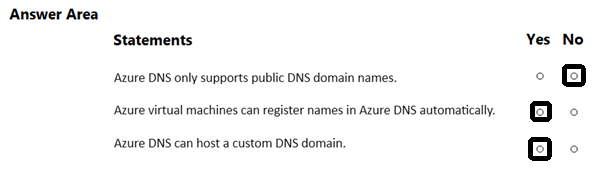 Answer Area
Statements Yes No
Azure DNS only supports public DNS domain names.
Azure virtual machines can register names in Azure DNS automatically.
Azure DNS can host a custom DNS domain.